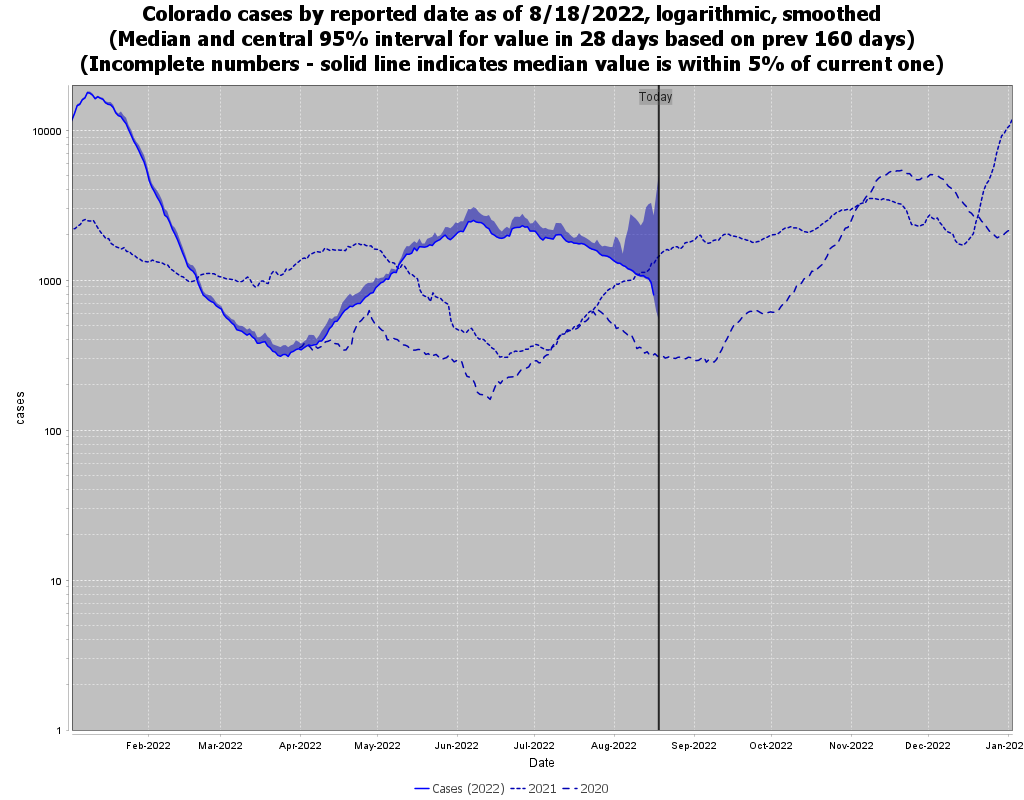 Colorado cases by reported date as of 8/18/2022, logarithmic, smoothed
(Median and central 95% interval for value in 28 days based on prev 160 days)
(Incomplete numbers - solid line indicates median value is within 5% of current one)
Today
10000
1000
100
10
1
cases
Feb-2022 Mar-2022 Apr-2022 May-2022 Jun-2022 Jul-2022 Aug-2022 Sep-2022 Oct-2022 Nov-2022 Dec-2022 Jan-202
Date
Cases (2022) 2021 2020